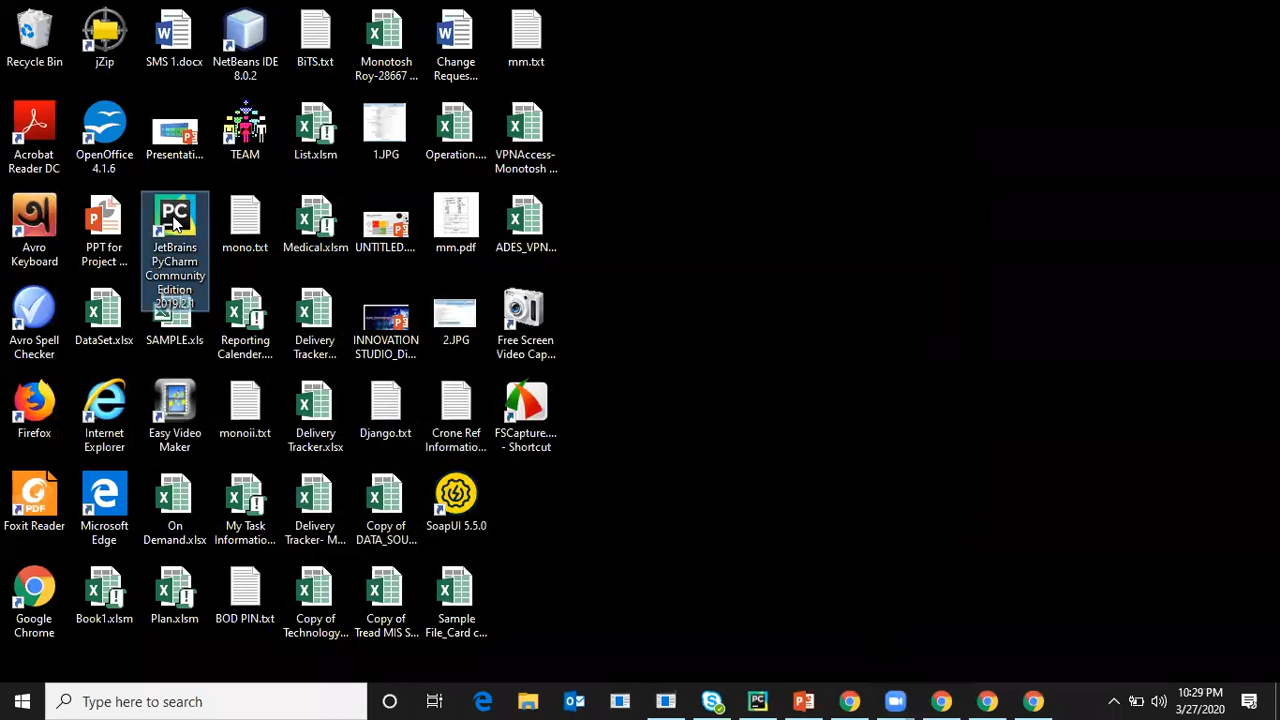 Recycle Bin
jZip
SMS 1.docx
NetBeans IDE
8.0.2
BiTS.txt
Monotosh
Roy-28667 ...
Change
Reques...
mm.txt
Acrobat
Reader DC
OpenOffice
4.1.6
Presentati...
TEAM
List.xlsm
1.JPG
Operation....
VPNAccess-
Monotosh ...
Avro
Keyboard
PPT for
Project ...
PC
JetBrains
PyCharm
Community
Edition
2019.2.1
mono.txt
Medical.xlsm
UNTITLED....
mm.pdf
ADES_VPN...
Avro Spell
Checker
DataSet.xlsx
SAMPLE.xls
Reporting
Calender....
Delivery
Tracker...
INNOVATION
STUDIO_Di...
2.JPG
Free Screen
Video Cap...
Firefox
Internet
Explorer
Easy Video
Maker
monoii.txt
Delivery
Tracker.xlsx
Django.txt
Crone Ref
Informatio...
FSCapture....
- Shortcut
PDF
Foxit Reader
Microsoft
Edge
On
Demand.xlsx
My Task
Informatio...
Delivery
Tracker- M...
Copy of
DATA_SOU...
SoapUI 5.5.0
Google
Chrome
Book1.xlsm
Plan.xlsm
BOD PIN.txt
Copy of
Technology...
Copy of
Tread MIS S...
Sample
File_Card c...
Type here to search
10:29 PM
3/27/2020